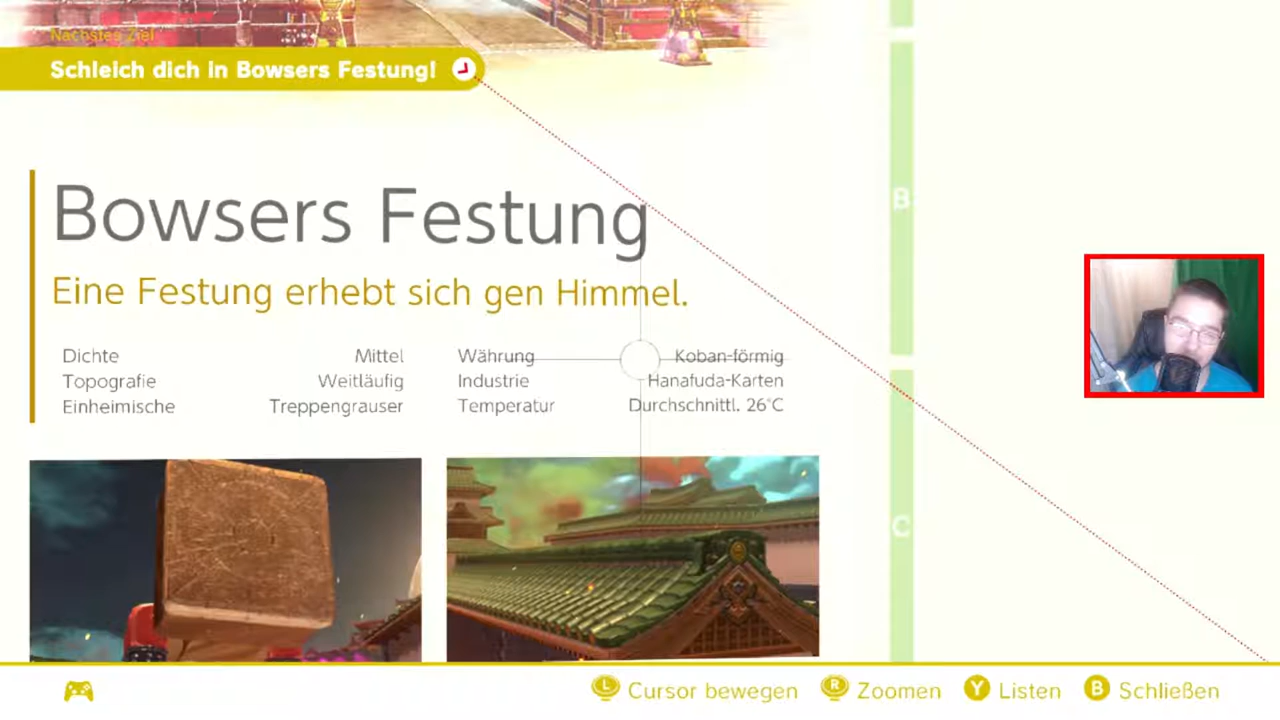 Nächstes Ziel
Schleich dich in Bowsers Festung!
B
Bowsers Festung
Eine Festung erhebt sich gen Himmel.
Dichte Mittel Währung Koban-förmig
Topografie Weitläufig Industrie Hanafuda-Karten
Einheimische Treppengrauser Temperatur Durchschnittl. 26°C
C
L Cursor bewegen R Zoomen Y Listen B Schließen